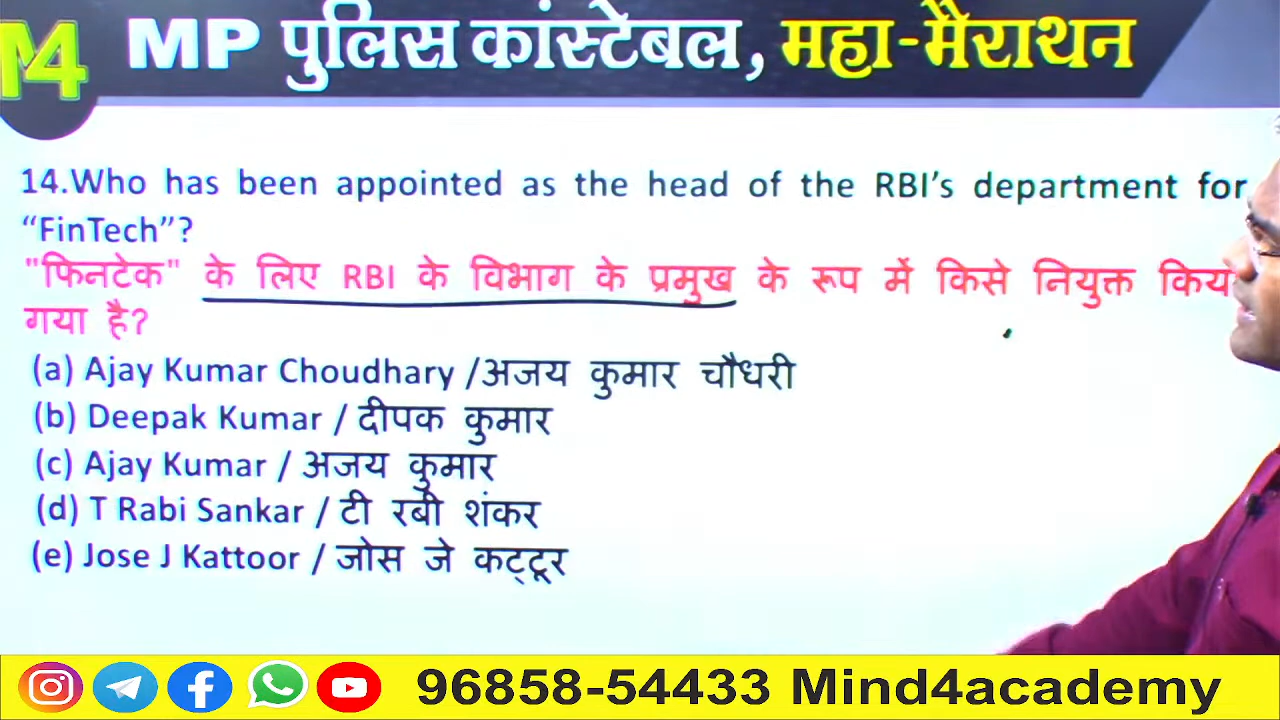 M4
MP पुलिस कांस्टेबल, महा-मैराथन
14.Who has been appointed as the head of the RBI's department for
“FinTech”?
"फिनटेक" के लिए RBI के विभाग के प्रमुख के रूप में किसे नियुक्त किय
गया है?
(a) Ajay Kumar Choudhary /अजय कुमार चौधरी
(b) Deepak Kumar / दीपक कुमार
(c) Ajay Kumar / अजय कुमार
(d) T Rabi Sankar / टी रबी शंकर
(e) Jose J Kattoor / जोस जे कट्टूर
96858-54433 Mind4academy